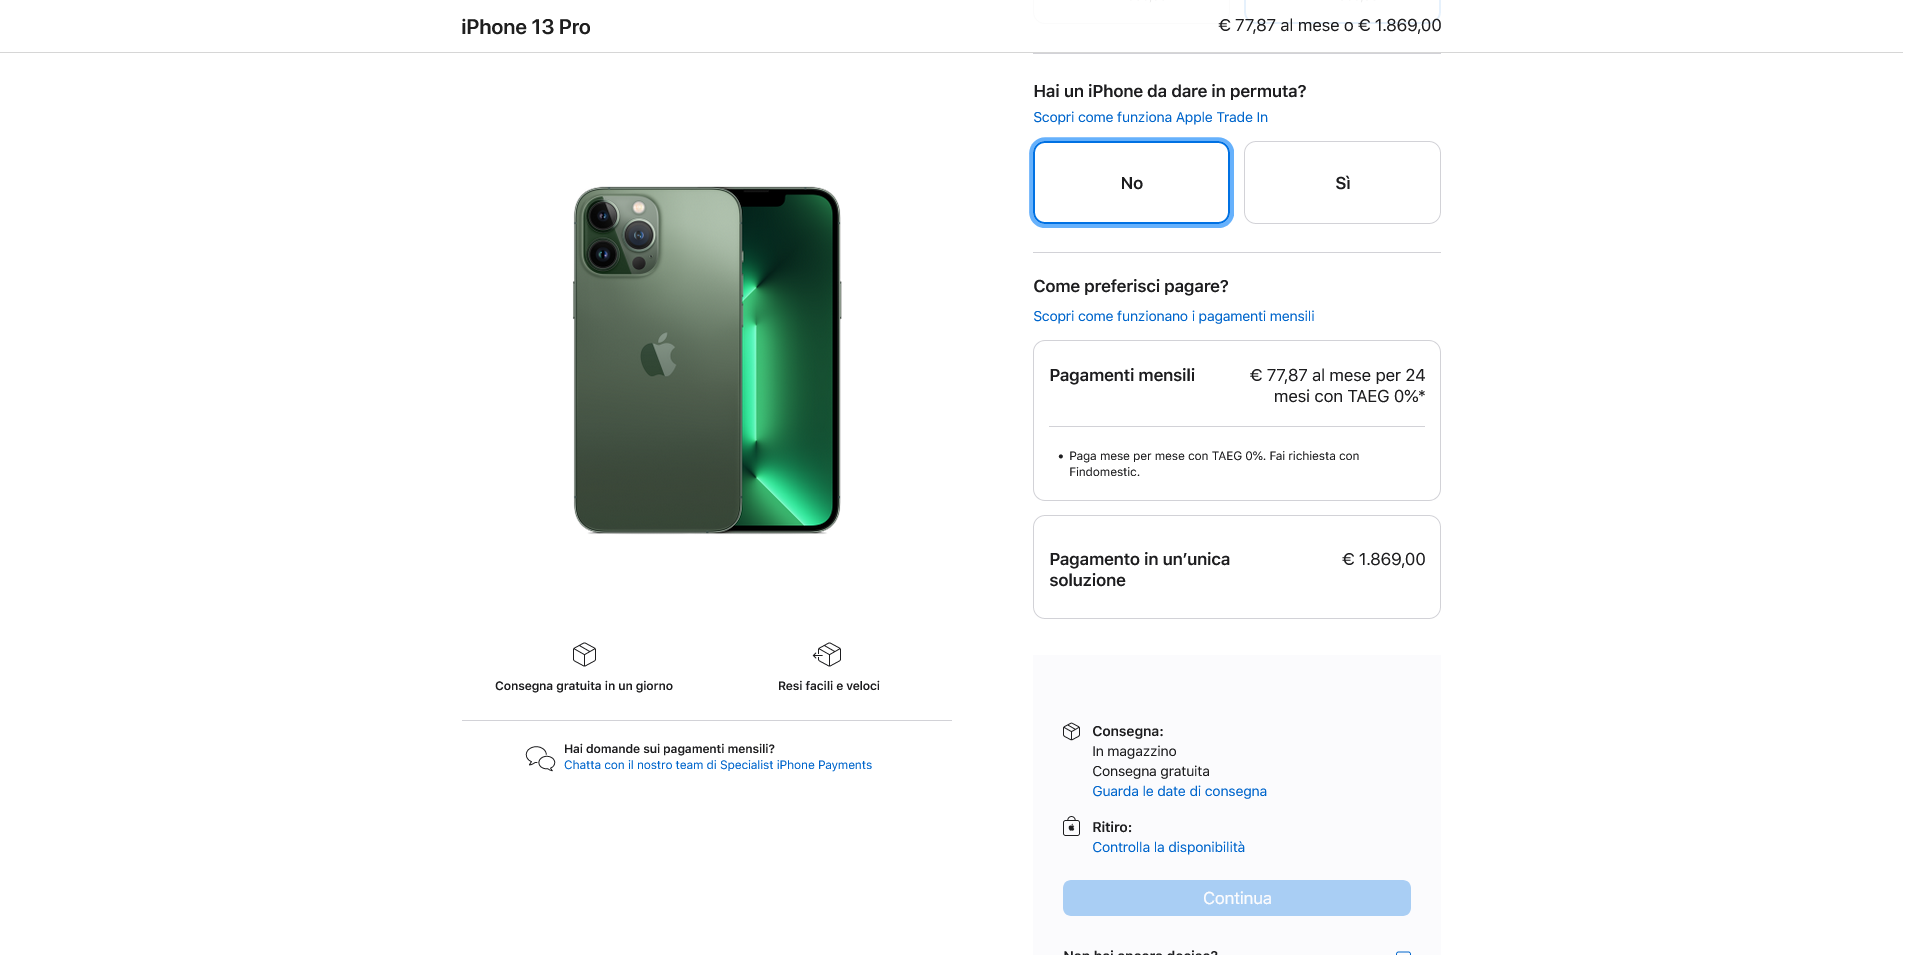 iPhone 13 Pro
€ 77,87 al mese o € 1.869,00
Hai un iPhone da dare in permuta?
Scopri come funziona Apple Trade In
No
Sì
Come preferisci pagare?
Scopri come funzionano i pagamenti mensili
Pagamenti mensili
€ 77,87 al mese per 24
mesi con TAEG 0%*
• Paga mese per mese con TAEG 0%. Fai richiesta con
Findomestic.
Pagamento in un’unica
soluzione
€ 1.869,00
Consegna gratuita in un giorno
Resi facili e veloci
Hai domande sui pagamenti mensili?
Chatta con il nostro team di Specialist iPhone Payments
Consegna:
In magazzino
Consegna gratuita
Guarda le date di consegna
Ritiro:
Controlla la disponibilità
Continua
Non hai ancora deciso?